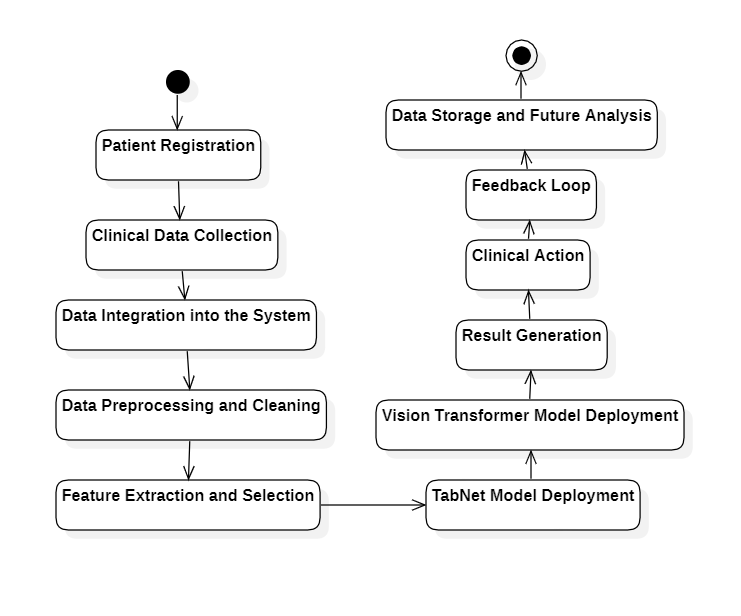 Patient Registration
Clinical Data Collection
Data Integration into the System
Data Preprocessing and Cleaning
Feature Extraction and Selection
TabNet Model Deployment
Vision Transformer Model Deployment
Result Generation
Clinical Action
Feedback Loop
Data Storage and Future Analysis